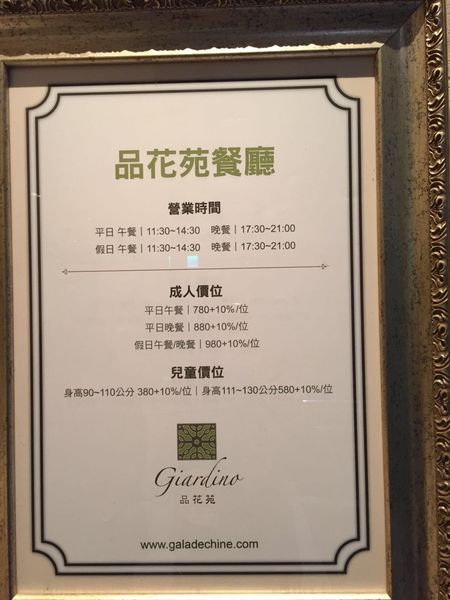 品花苑餐廳
營業時間
平日 午餐｜11:30~14:30 晚餐｜17:30~21:00
假日 午餐｜11:30~14:30 晚餐｜17:30~21:00
成人價位
平日午餐｜780+10%/位
平日晚餐｜880+10%/位
假日午餐/晚餐｜980+10%/位
兒童價位
身高90~110公分 380+10%/位｜身高111~130公分580+10%/位
Giardino
品花苑
www.galadechine.com